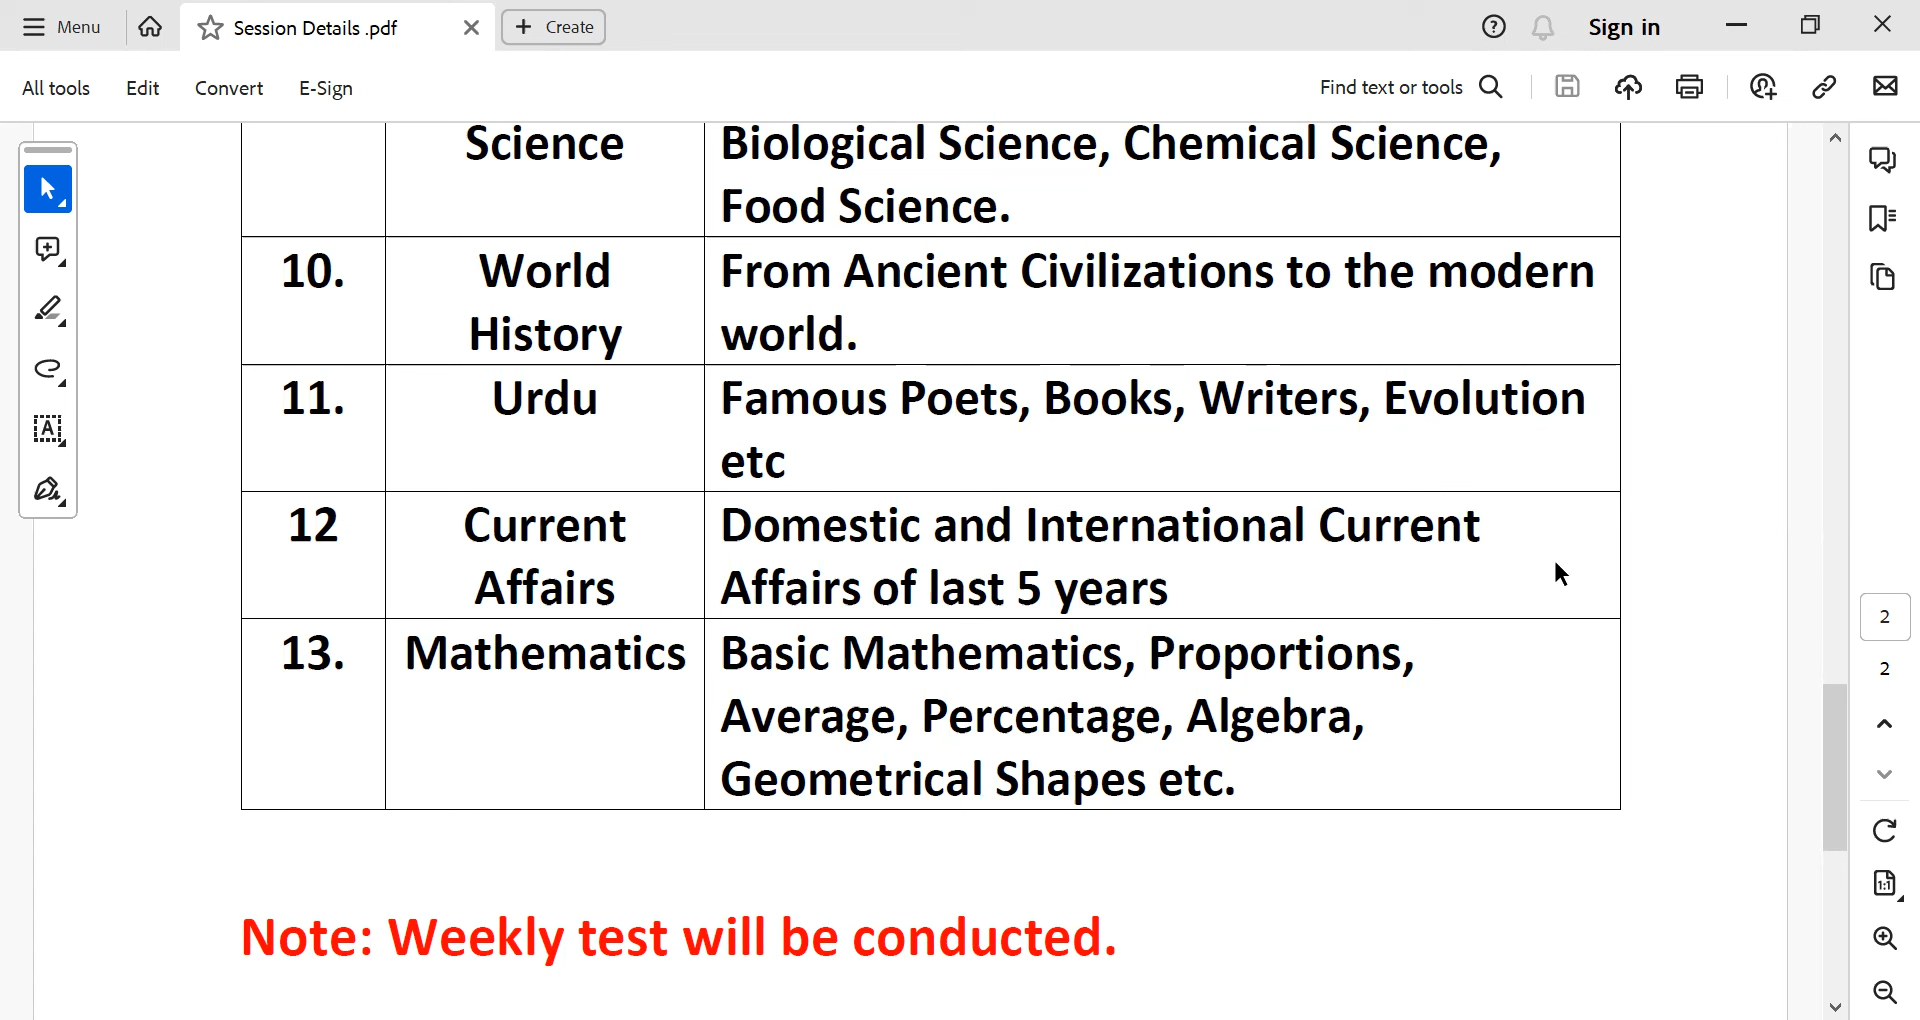 Menu
Session Details .pdf
Create
Sign in
All tools Edit Convert E-Sign
Find text or tools
Science Biological Science, Chemical Science,
Food Science.
10. World From Ancient Civilizations to the modern
History world.
11. Urdu Famous Poets, Books, Writers, Evolution
etc
12 Current Domestic and International Current
Affairs Affairs of last 5 years
13. Mathematics Basic Mathematics, Proportions,
Average, Percentage, Algebra,
Geometrical Shapes etc.
Note: Weekly test will be conducted.
2
2
1:1
A